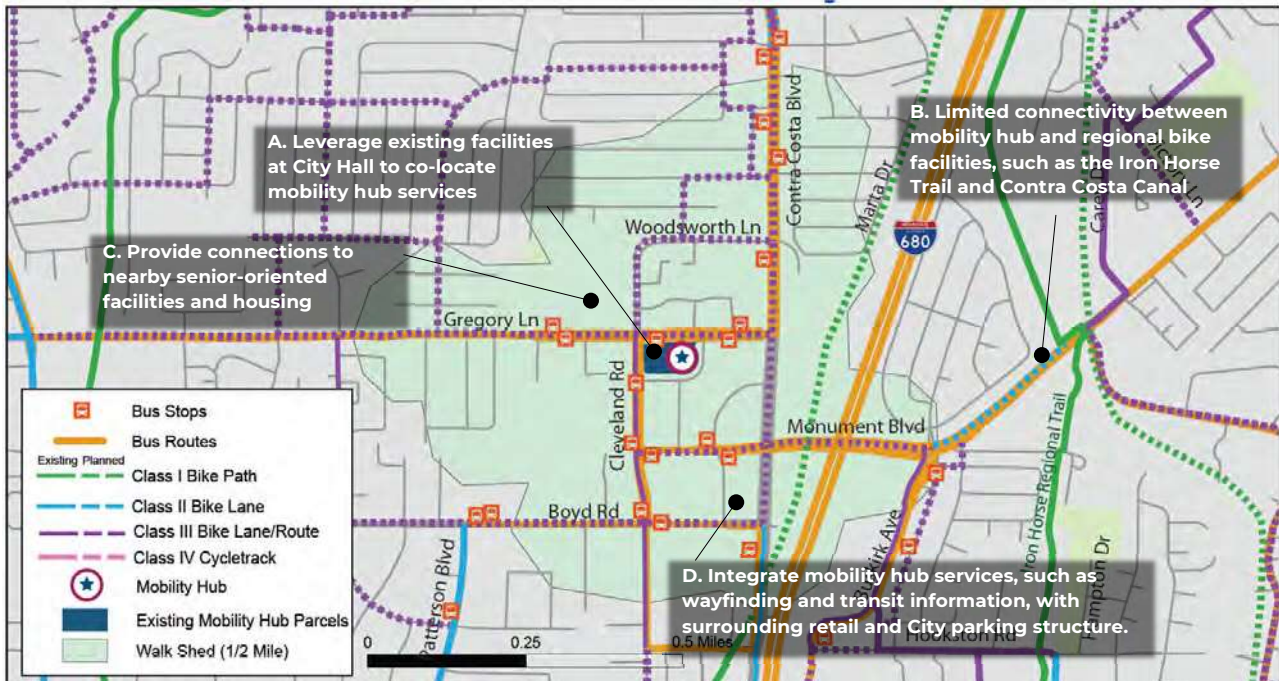 A. Leverage existing facilities
at City Hall to co-locate
mobility hub services
B. Limited connectivity between
mobility hub and regional bike
facilities, such as the Iron Horse
Trail and Contra Costa Canal
C. Provide connections to
nearby senior-oriented
facilities and housing
D. Integrate mobility hub services, such as
wayfinding and transit information, with
surrounding retail and City parking structure.
Contra Costa Blvd
Marta Dr
INTERSTATE
680
Woodsworth Ln
Gregory Ln
Cleveland Rd
Monument Blvd
Boyd Rd
Patterson Blvd
Iron Horse Regional Trail
Hookston Rd
Bus Stops
Bus Routes
Existing Planned
Class I Bike Path
Class II Bike Lane
Class III Bike Lane/Route
Class IV Cycletrack
Mobility Hub
Existing Mobility Hub Parcels
Walk Shed (1/2 Mile)
0 0.25 0.5 Miles